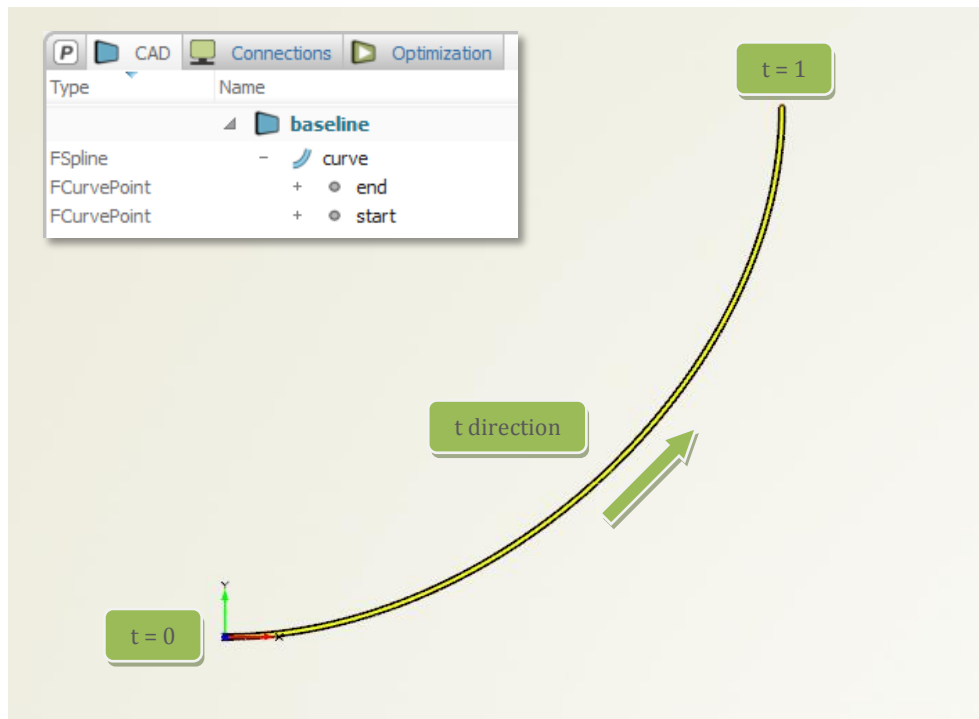 P CAD Connections Optimization
Type Name
baseline
FSpline curve
FCurvePoint end
FCurvePoint start
t = 1
t direction
Y
t = 0
X